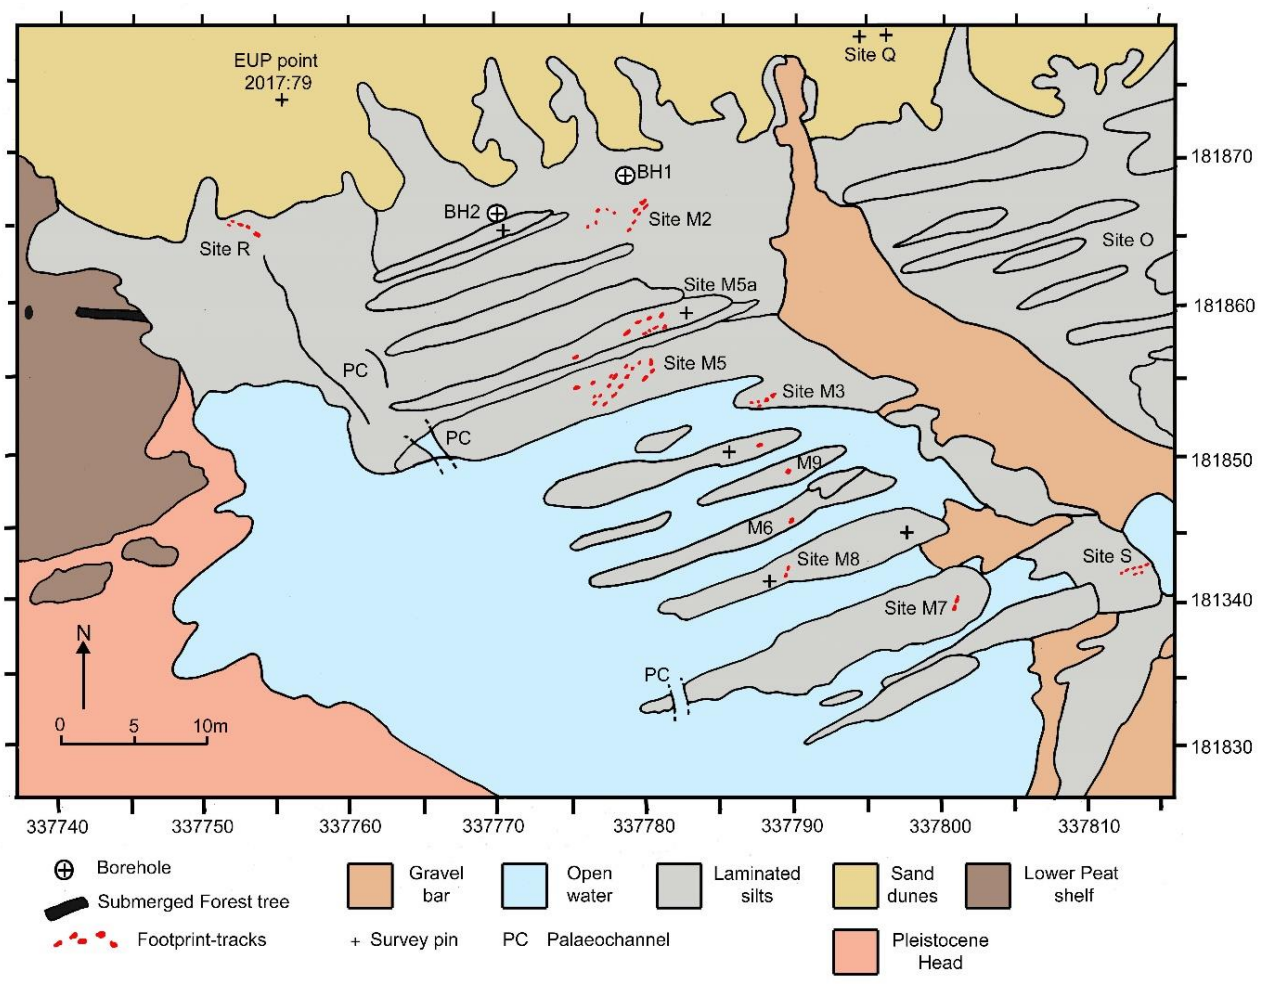 EUP point
2017:79
Site Q
181870
BH1
BH2
Site M2
Site R
Site O
Site M5a
181860
PC
Site M5
Site M3
PC
181850
M9
M6
Site M8
Site S
181340
Site M7
N
PC
0 5 10m
181830
337740 337750 337760 337770 337780 337790 337800 337810
Borehole
Submerged Forest tree
Footprint-tracks
+ Survey pin
PC Palaeochannel
Gravel
bar
Open
water
Laminated
silts
Sand
dunes
Lower Peat
shelf
Pleistocene
Head